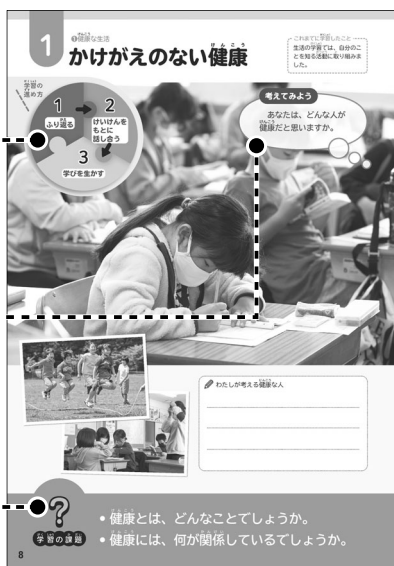 1
❶健康な生活
かけがえのない健康
これまでに学習したこと
生活の学習では、自分のこ
とを知る活動に取り組みま
した。
学習の
進め方
1
ふり返る
2
けいけんを
もとに
話し合う
3
学びを生かす
考えてみよう
あなたは、どんな人が
健康だと思いますか。
わたしが考える健康な人
?
学習の課題
• 健康とは、どんなことでしょうか。
• 健康には、何が関係しているでしょうか。
8